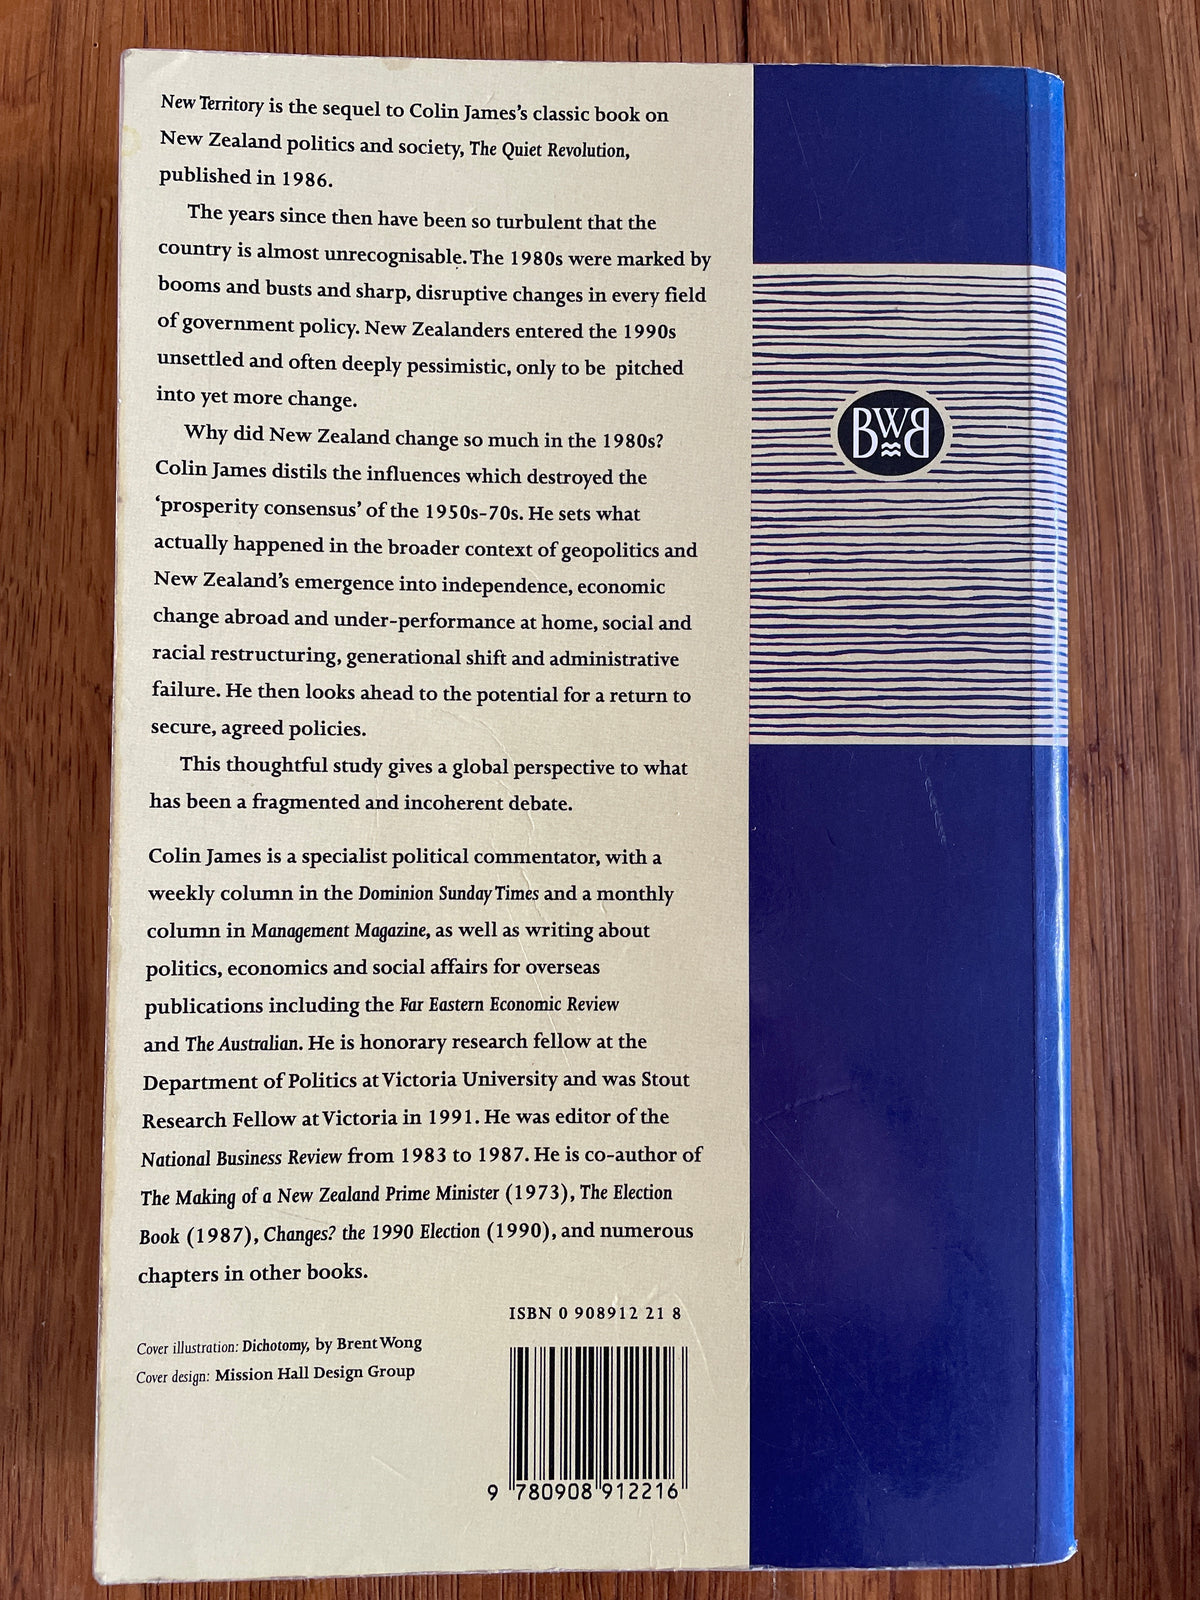 New Territory is the sequel to Colin James's classic book on
New Zealand politics and society, The Quiet Revolution,
published in 1986.
The years since then have been so turbulent that the
country is almost unrecognisable. The 1980s were marked by
booms and busts and sharp, disruptive changes in every field
of government policy. New Zealanders entered the 1990s
unsettled and often deeply pessimistic, only to be pitched
into yet more change.
Why did New Zealand change so much in the 1980s?
Colin James distils the influences which destroyed the
'prosperity consensus' of the 1950s-70s. He sets what
actually happened in the broader context of geopolitics and
New Zealand's emergence into independence, economic
change abroad and under-performance at home, social and
racial restructuring, generational shift and administrative
failure. He then looks ahead to the potential for a return to
secure, agreed policies.
This thoughtful study gives a global perspective to what
has been a fragmented and incoherent debate.
Colin James is a specialist political commentator, with a
weekly column in the Dominion Sunday Times and a monthly
column in Management Magazine, as well as writing about
politics, economics and social affairs for overseas
publications including the Far Eastern Economic Review
and The Australian. He is honorary research fellow at the
Department of Politics at Victoria University and was Stout
Research Fellow at Victoria in 1991. He was editor of the
National Business Review from 1983 to 1987. He is co-author of
The Making of a New Zealand Prime Minister (1973), The Election
Book (1987), Changes? the 1990 Election (1990), and numerous
chapters in other books.
ISBN 0 908912 21 8
Cover illustration: Dichotomy, by Brent Wong
Cover design: Mission Hall Design Group
9 780908 912216
BWB